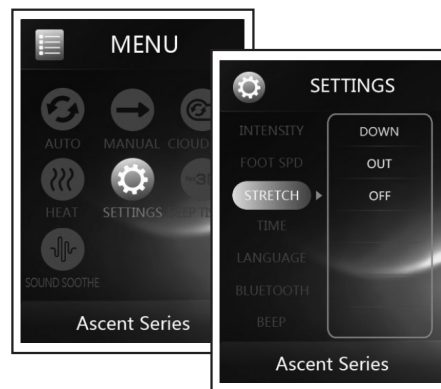 MENU
AUTO
MANUAL
HEAT
SETTINGS
SOUND SOOTHE
Ascent Series
SETTINGS
INTENSITY
FOOT SPD
STRETCH
TIME
LANGUAGE
BLUETOOTH
BEEP
DOWN
OUT
OFF
Ascent Series